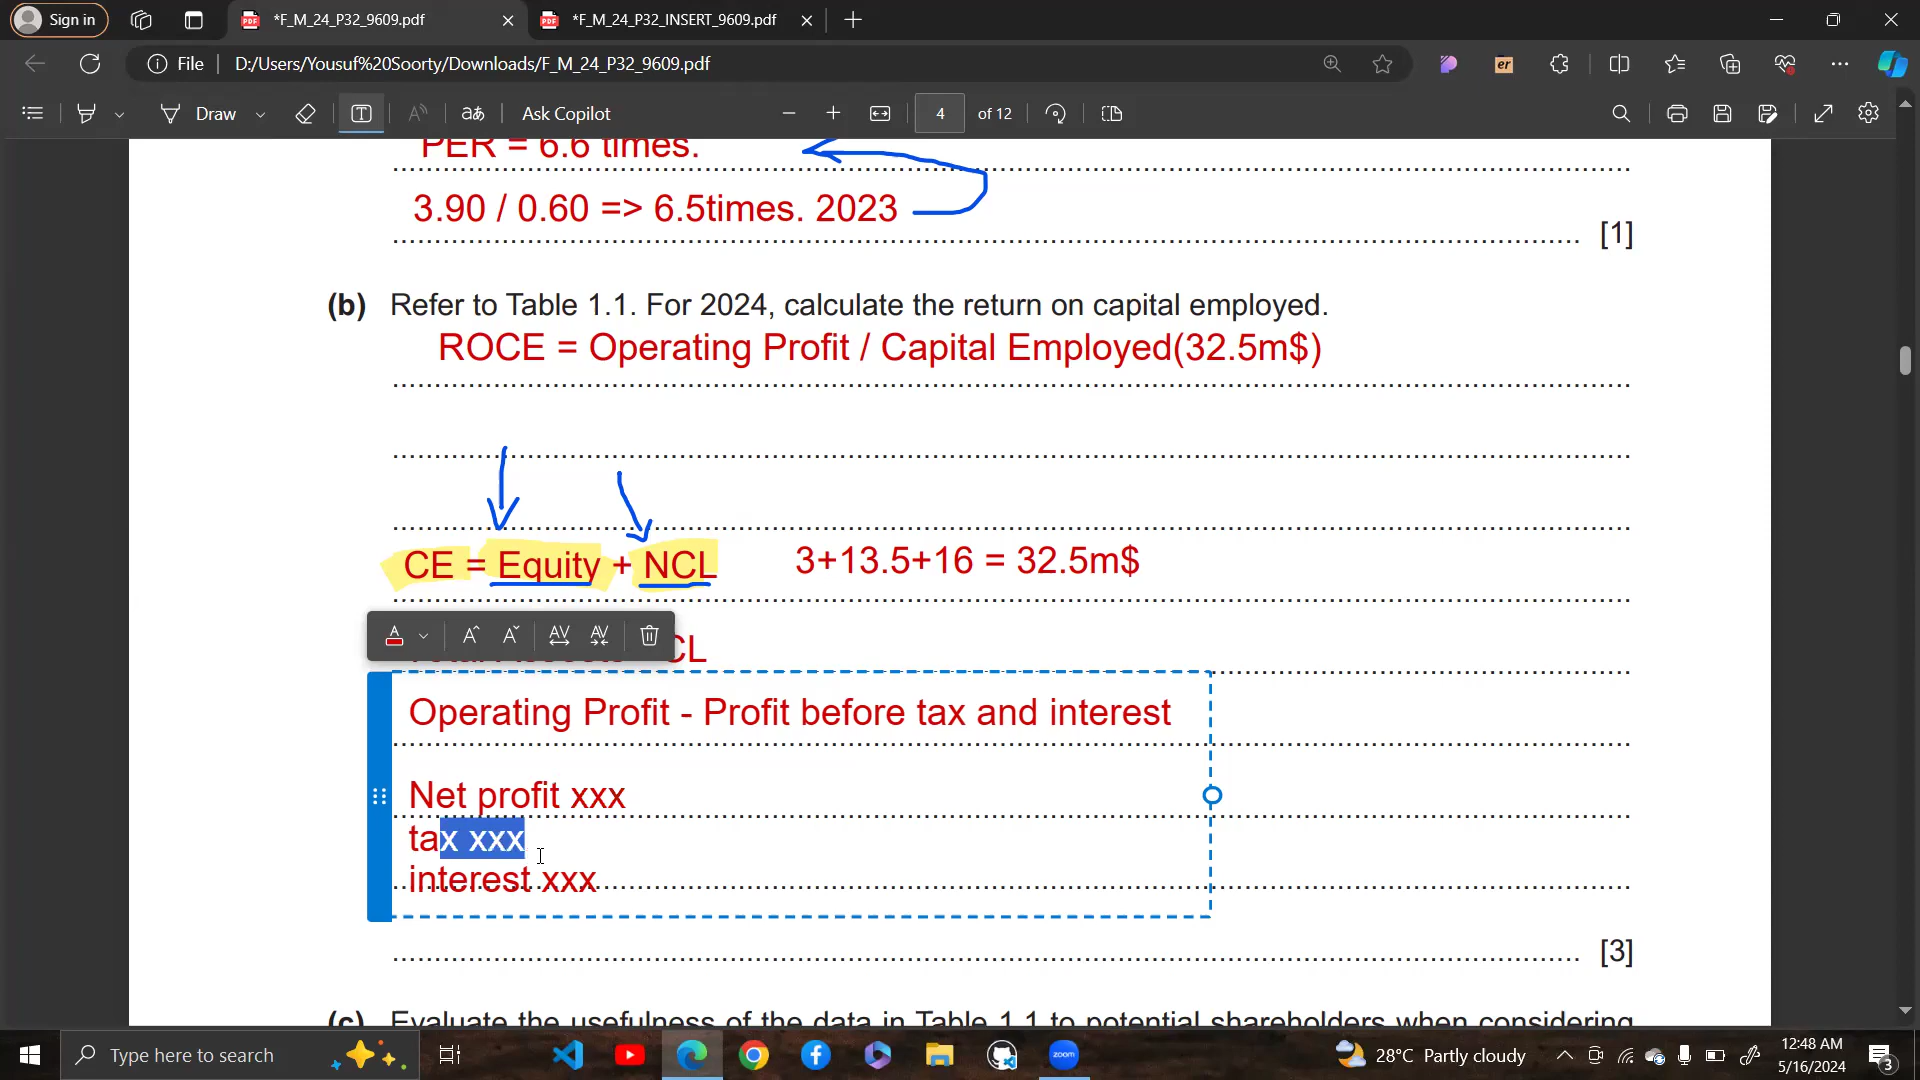 Sign in
*F_M_24_P32_9609.pdf
*F_M_24_P32_INSERT_9609.pdf
File
D:/Users/Yousuf%20Soorty/Downloads/F_M_24_P32_9609.pdf
er
Draw
aあ
Ask Copilot
4
of 12
PER = 6.6 times.
3.90 / 0.60 => 6.5times. 2023
[1]
(b) Refer to Table 1.1. For 2024, calculate the return on capital employed.
ROCE = Operating Profit / Capital Employed(32.5m$)
CE = Equity + NCL 3+13.5+16 = 32.5m$
CL
Operating Profit - Profit before tax and interest
Net profit xxx
tax xxx
interest xxx
[3]
(c) Evaluate the usefulness of the data in Table 1.1 to potential shareholders when considering
Type here to search
zoom
28°C Partly cloudy
12:48 AM
5/16/2024
3